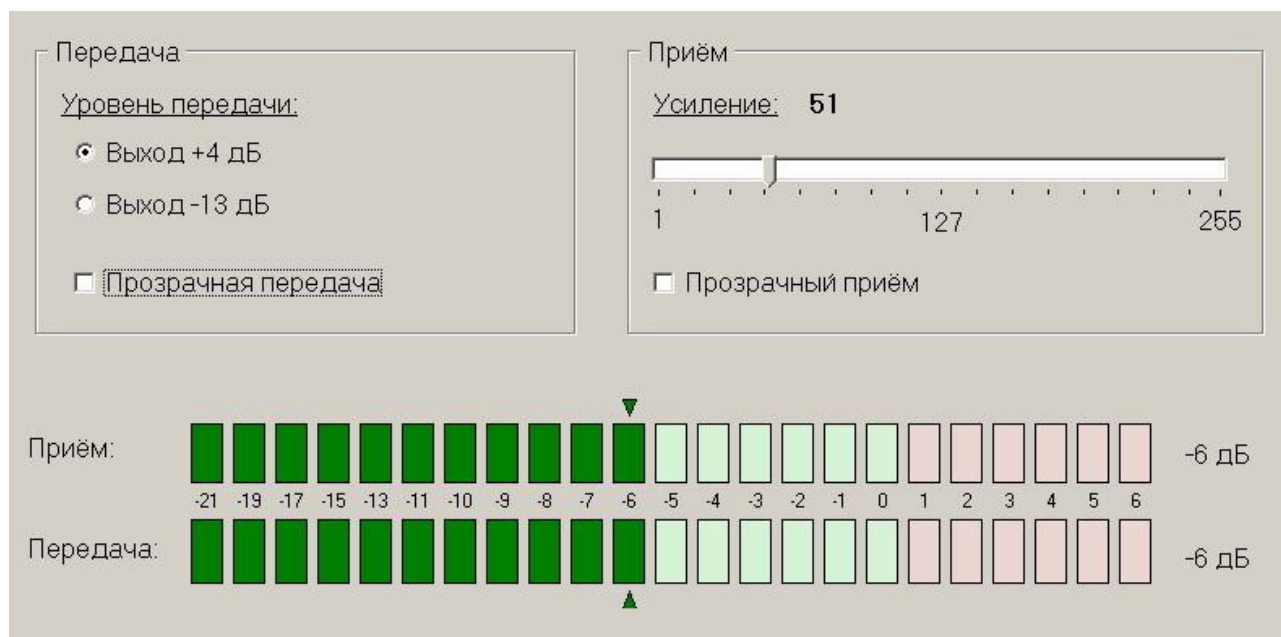 Передача
Уровень передачи:
Выход +4 дБ
Выход -13 дБ
Прозрачная передача
Приём
Усиление: 51
1 127 255
Прозрачный приём
Приём: -6 дБ
-21 -19 -17 -15 -13 -11 -10 -9 -8 -7 -6 -5 -4 -3 -2 -1 0 1 2 3 4 5 6
Передача: -6 дБ